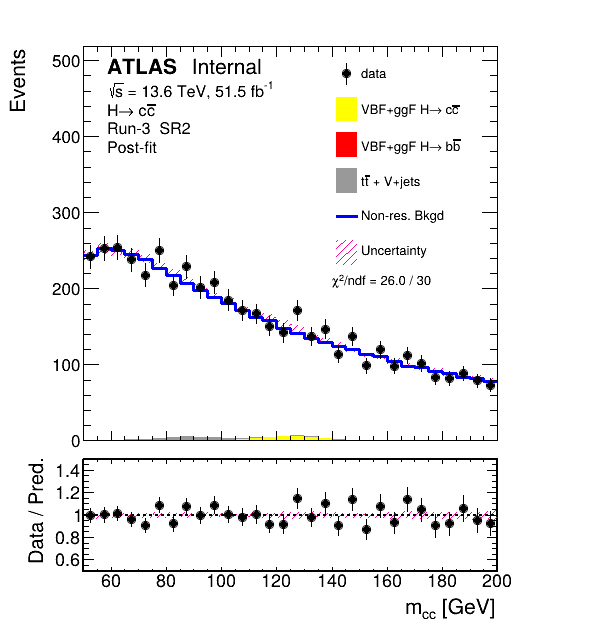 Events
500
400
300
200
100
0
ATLAS Internal
√s = 13.6 TeV, 51.5 fb⁻¹
H→ cc̅
Run-3 SR2
Post-fit
data
VBF+ggF H→ cc̅
VBF+ggF H→ bb̅
tt̅ + V+jets
Non-res. Bkgd
Uncertainty
χ²/ndf = 26.0 / 30
Data / Pred.
1.4
1.2
1
0.8
0.6
60 80 100 120 140 160 180 200
m_cc [GeV]